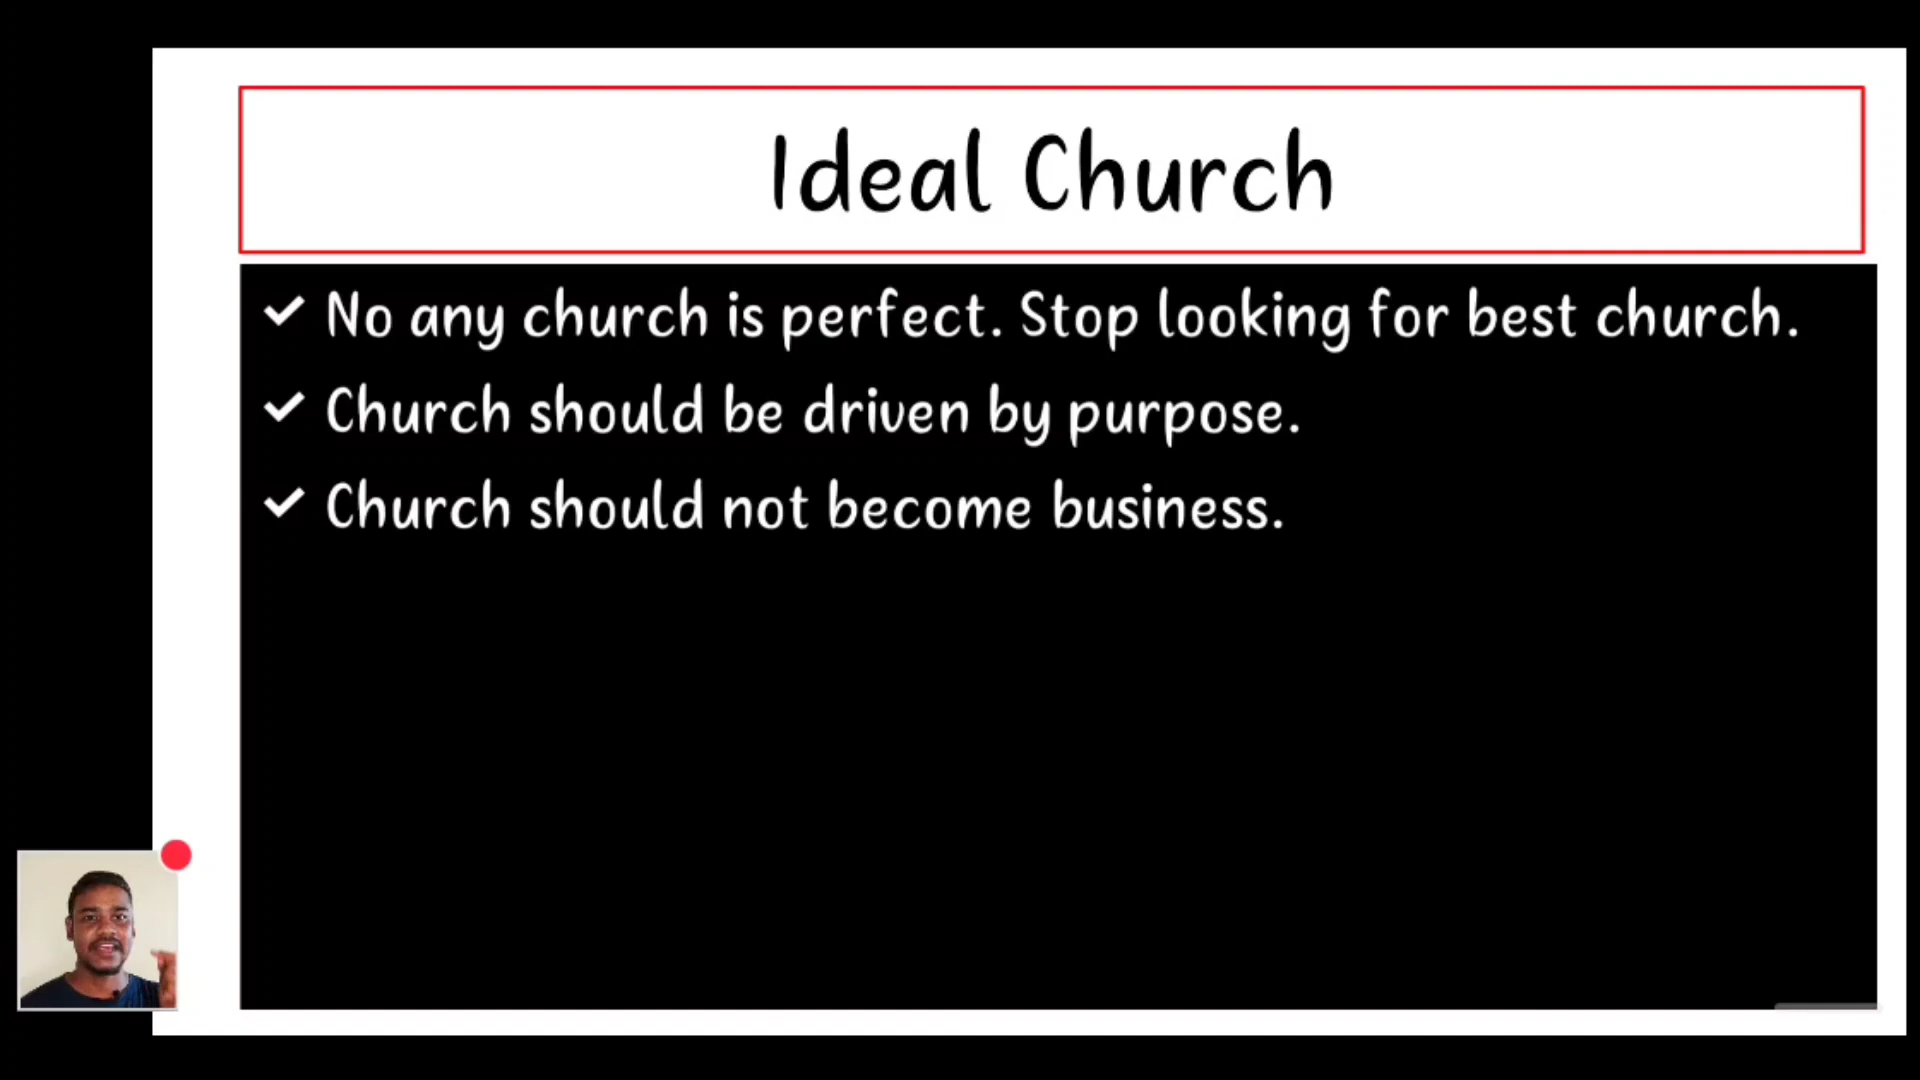 Ideal Church
✔ No any church is perfect. Stop looking for best church.
✔ Church should be driven by purpose.
✔ Church should not become business.